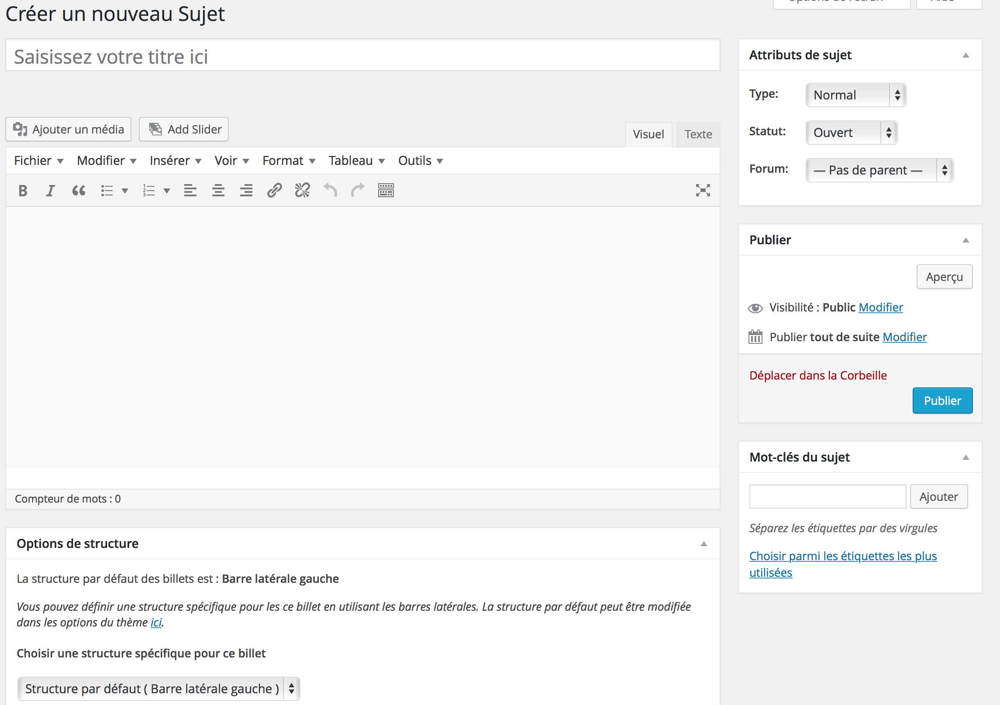 Créer un nouveau Sujet
Options de l'écran
Aide
Saisissez votre titre ici
Ajouter un média
Add Slider
Visuel
Texte
Fichier
Modifier
Insérer
Voir
Format
Tableau
Outils
Compteur de mots : 0
Options de structure
La structure par défaut des billets est : Barre latérale gauche
Vous pouvez définir une structure spécifique pour les ce billet en utilisant les barres latérales. La structure par défaut peut être modifiée
dans les options du thème ici.
Choisir une structure spécifique pour ce billet
Structure par défaut ( Barre latérale gauche )
Attributs de sujet
Type:
Normal
Statut:
Ouvert
Forum:
— Pas de parent —
Publier
Aperçu
Visibilité : Public Modifier
Publier tout de suite Modifier
Déplacer dans la Corbeille
Publier
Mot-clés du sujet
Ajouter
Séparez les étiquettes par des virgules
Choisir parmi les étiquettes les plus
utilisées